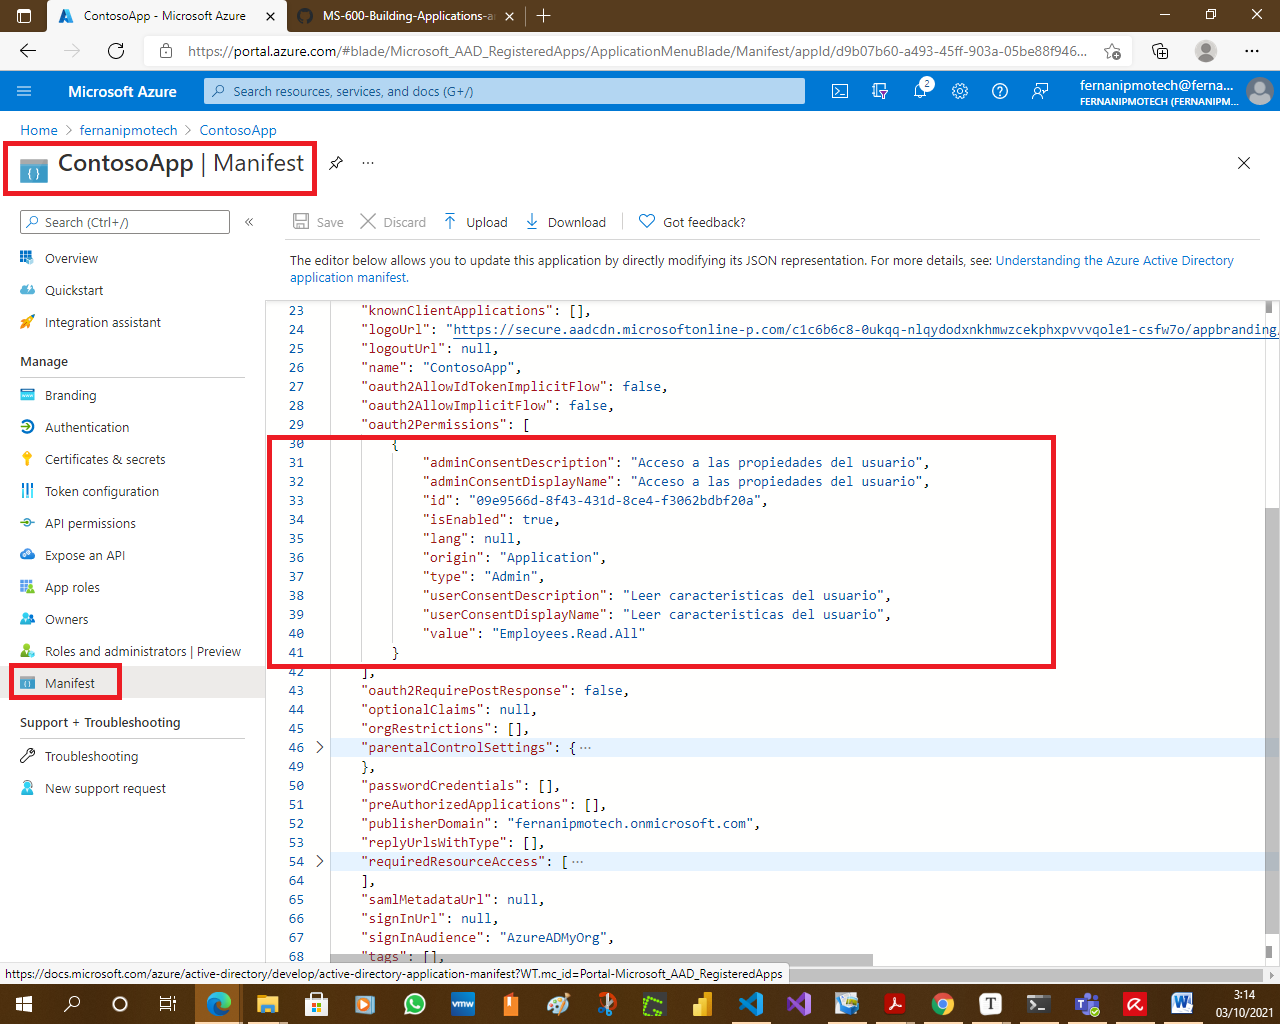 ContosoApp - Microsoft Azure
MS-600-Building-Applications-a
https://portal.azure.com/#blade/Microsoft_AAD_RegisteredApps/ApplicationMenuBlade/Manifest/appId/d9b07b60-a493-45ff-903a-05be88f946...
Microsoft Azure
Search resources, services, and docs (G+/)
2
fernanipmotech@ferna...
FERNANIPMOTECH (FERNANIPM...
Home > fernanipmotech > ContosoApp
ContosoApp | Manifest
Search (Ctrl+/)
Save
Discard
Upload
Download
Got feedback?
The editor below allows you to update this application by directly modifying its JSON representation. For more details, see: Understanding the Azure Active Directory
application manifest.
Overview
Quickstart
Integration assistant
Manage
Branding
Authentication
Certificates & secrets
Token configuration
API permissions
Expose an API
App roles
Owners
Roles and administrators | Preview
Manifest
Support + Troubleshooting
Troubleshooting
New support request
23 "knownClientApplications": [],
24 "logoUrl": "https://secure.aadcdn.microsoftonline-p.com/c1c6b6c8-0ukqq-nlqydodxnkhmwzcekphxpvvvqole1-csfw7o/appbranding
25 "logoutUrl": null,
26 "name": "ContosoApp",
27 "oauth2AllowIdTokenImplicitFlow": false,
28 "oauth2AllowImplicitFlow": false,
29 "oauth2Permissions": [
30 {
31 "adminConsentDescription": "Acceso a las propiedades del usuario",
32 "adminConsentDisplayName": "Acceso a las propiedades del usuario",
33 "id": "09e9566d-8f43-431d-8ce4-f3062bdbf20a",
34 "isEnabled": true,
35 "lang": null,
36 "origin": "Application",
37 "type": "Admin",
38 "userConsentDescription": "Leer caracteristicas del usuario",
39 "userConsentDisplayName": "Leer caracteristicas del usuario",
40 "value": "Employees.Read.All"
41 }
42 ],
43 "oauth2RequirePostResponse": false,
44 "optionalClaims": null,
45 "orgRestrictions": [],
46 "parentalControlSettings": { ...
49 },
50 "passwordCredentials": [],
51 "preAuthorizedApplications": [],
52 "publisherDomain": "fernanipmotech.onmicrosoft.com",
53 "replyUrlsWithType": [],
54 "requiredResourceAccess": [ ...
64 ],
65 "samlMetadataUrl": null,
66 "signInUrl": null,
67 "signInAudience": "AzureADMyOrg",
68 "tags": [],
https://docs.microsoft.com/azure/active-directory/develop/active-directory-application-manifest?WT.mc_id=Portal-Microsoft_AAD_RegisteredApps
vmw
T
3:14
03/10/2021